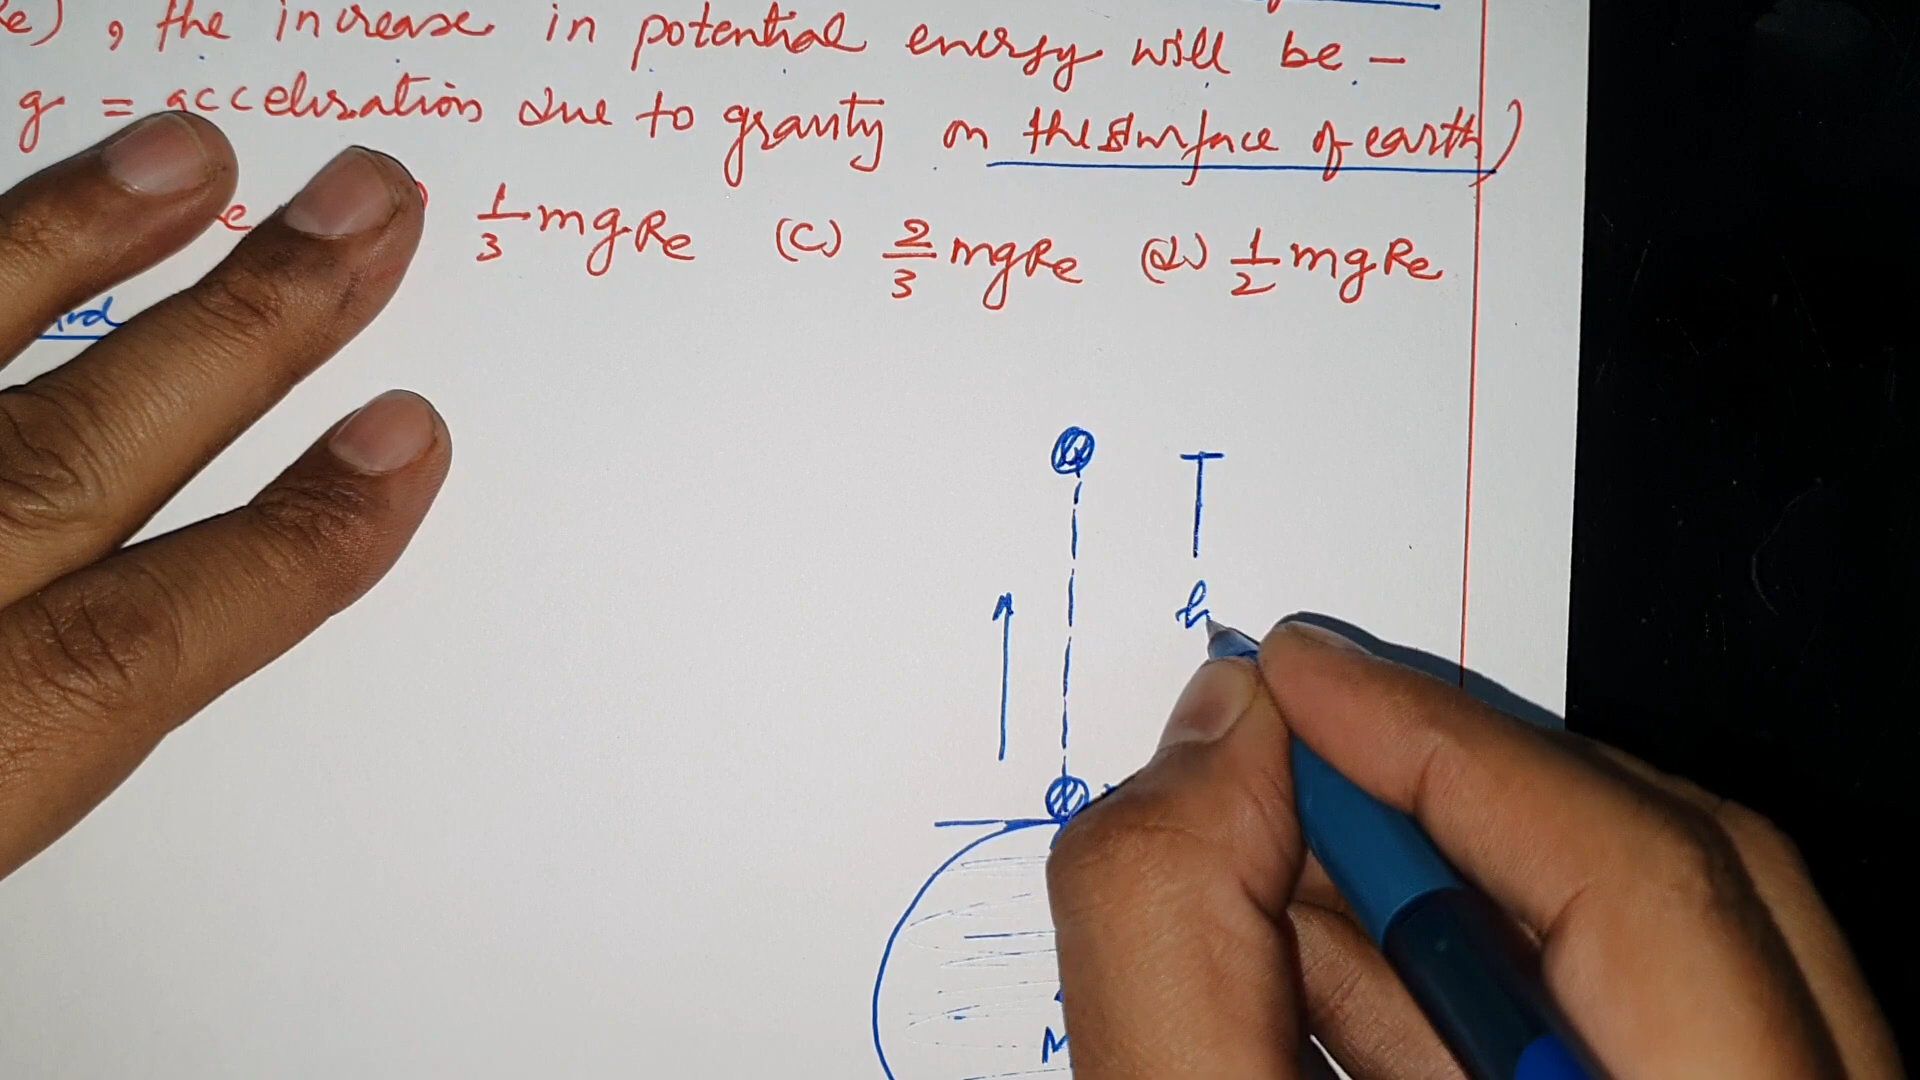 e) , the increase in potential energy will be –
g = acceleration due to gravity on the surface of earth)
e ) 1/3 mgRe (C) 2/3 mgRe (d) 1/2 mgRe
h
M